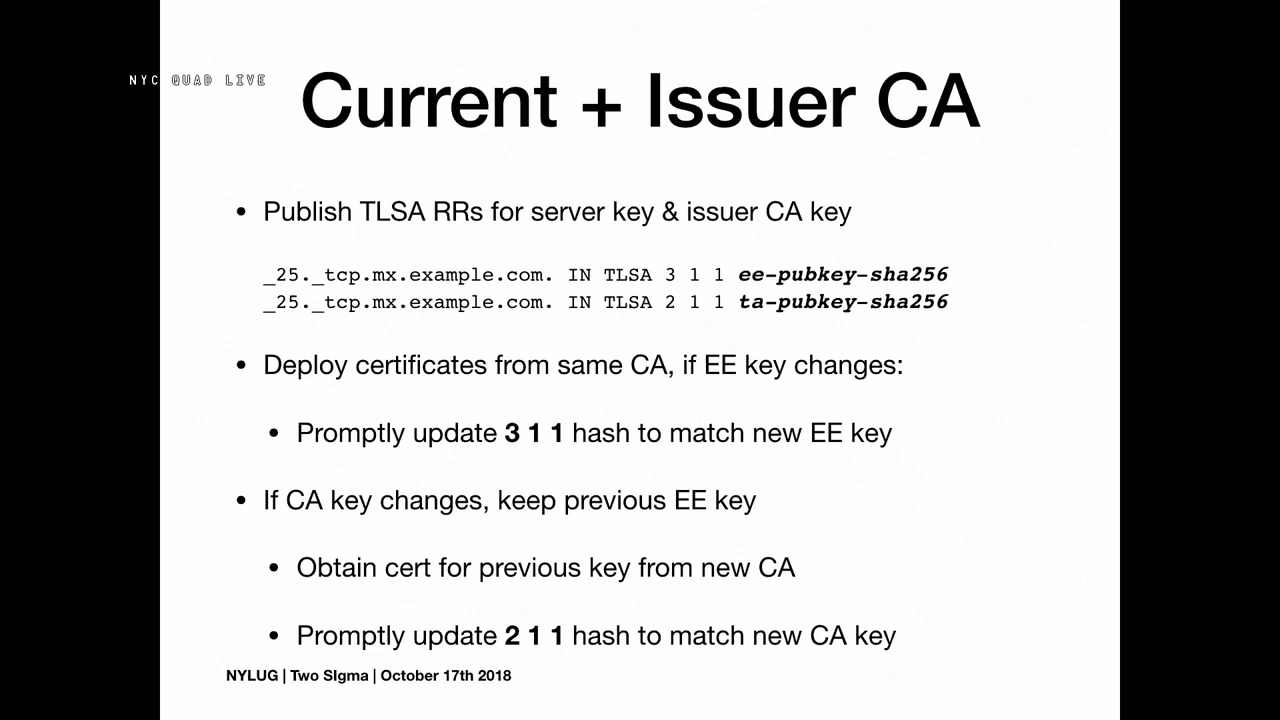 NYC QUAD LIVE
Current + Issuer CA
• Publish TLSA RRs for server key & issuer CA key
_25._tcp.mx.example.com. IN TLSA 3 1 1 ee-pubkey-sha256
_25._tcp.mx.example.com. IN TLSA 2 1 1 ta-pubkey-sha256
• Deploy certificates from same CA, if EE key changes:
• Promptly update 3 1 1 hash to match new EE key
• If CA key changes, keep previous EE key
• Obtain cert for previous key from new CA
• Promptly update 2 1 1 hash to match new CA key
NYLUG | Two SIgma | October 17th 2018